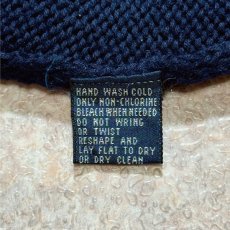 HAND WASH COLD
ONLY NON-CHLORINE
BLEACH WHEN NEEDED
DO NOT WRING
OR TWIST
RESHAPE AND
LAY FLAT TO DRY
OR DRY CLEAN